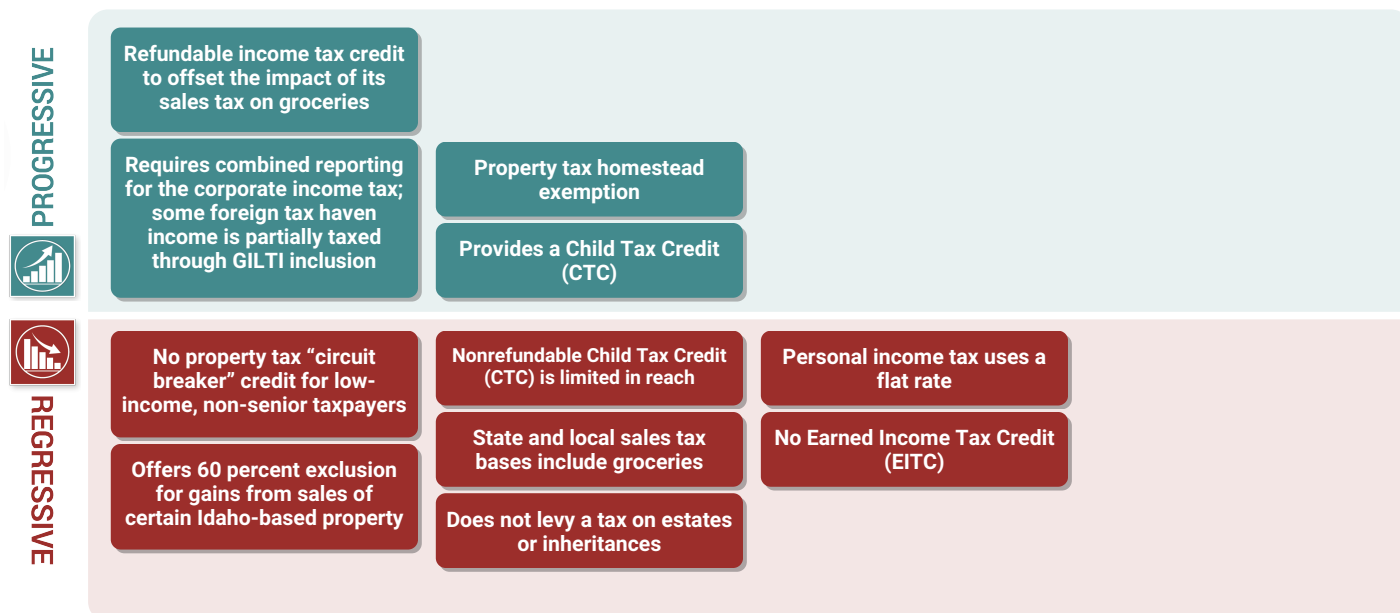 PROGRESSIVE
Refundable income tax credit
to offset the impact of its
sales tax on groceries
Requires combined reporting
for the corporate income tax;
some foreign tax haven
income is partially taxed
through GILTI inclusion
Property tax homestead
exemption
Provides a Child Tax Credit
(CTC)
REGRESSIVE
No property tax “circuit
breaker” credit for low-
income, non-senior taxpayers
Offers 60 percent exclusion
for gains from sales of
certain Idaho-based property
Nonrefundable Child Tax Credit
(CTC) is limited in reach
State and local sales tax
bases include groceries
Does not levy a tax on estates
or inheritances
Personal income tax uses a
flat rate
No Earned Income Tax Credit
(EITC)